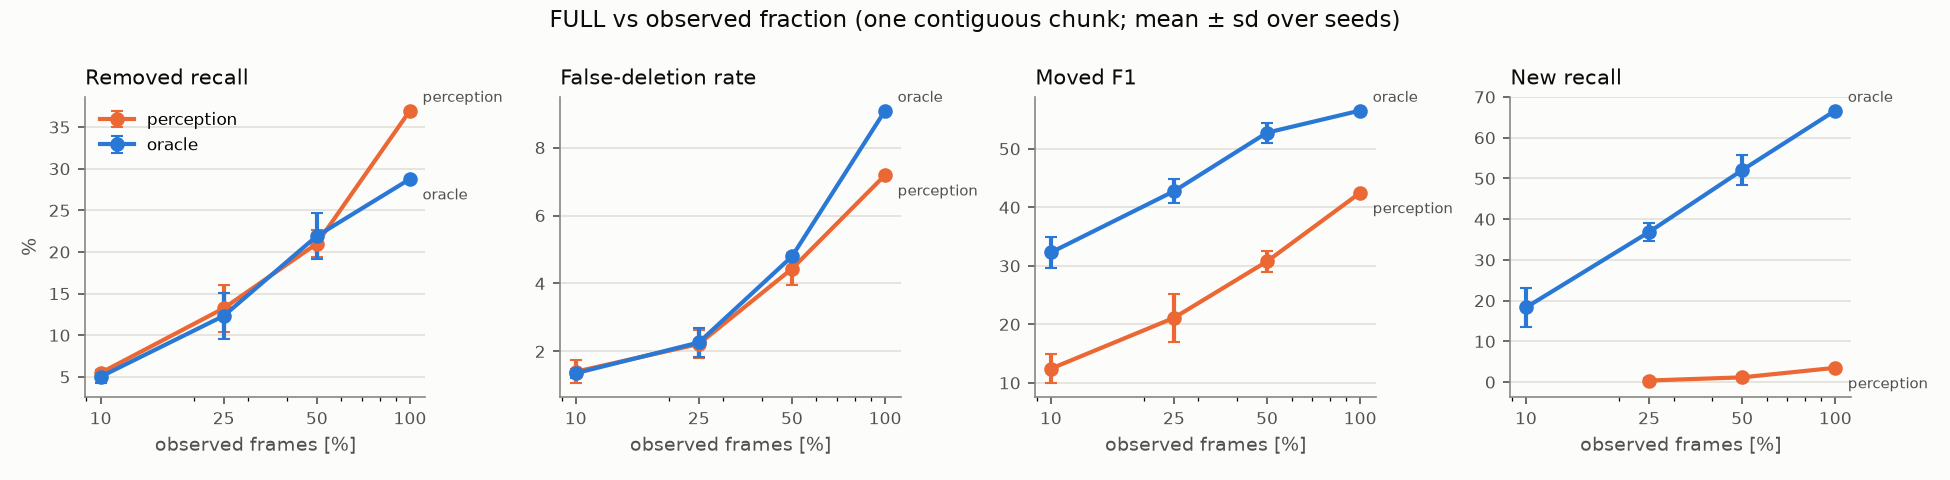 FULL vs observed fraction (one contiguous chunk; mean ± sd over seeds)
Removed recall
%
35
30
25
20
15
10
5
perception
oracle
perception
oracle
10 25 50 100
observed frames [%]
False-deletion rate
8
6
4
2
oracle
perception
10 25 50 100
observed frames [%]
Moved F1
50
40
30
20
10
oracle
perception
10 25 50 100
observed frames [%]
New recall
70
60
50
40
30
20
10
0
oracle
perception
10 25 50 100
observed frames [%]